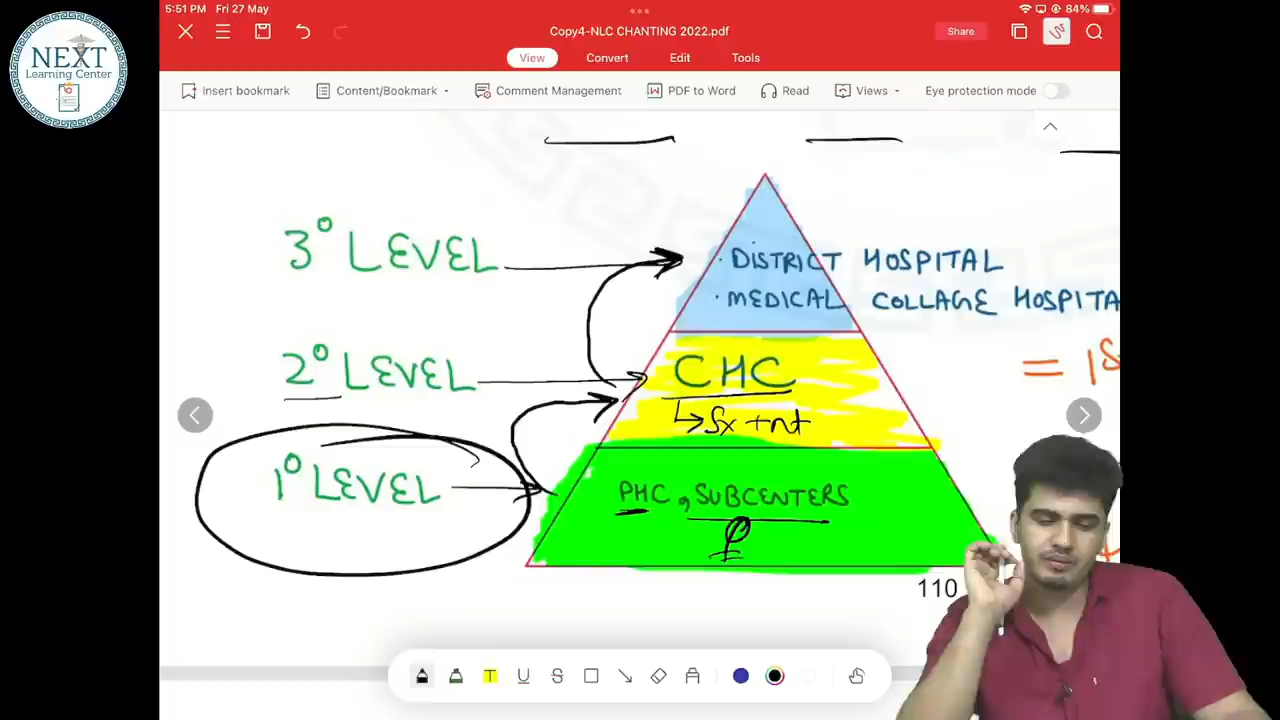 5:51 PM Fri 27 May
84%
NEXT
Learning Center
Copy4-NLC CHANTING 2022.pdf
Share
View
Convert
Edit
Tools
Insert bookmark
Content/Bookmark
Comment Management
PDF to Word
Read
Views
Eye protection mode
3° LEVEL
· DISTRICT HOSPITAL
· MEDICAL COLLAGE HOSPITA
2° LEVEL
CHC
= 1
Sx + nt
1° LEVEL
PHC, SUBCENTERS
110
T
U
S